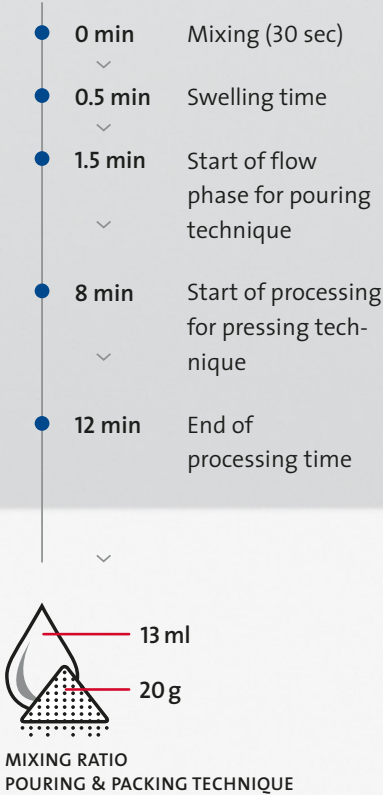 0 min Mixing (30 sec)
0.5 min Swelling time
1.5 min Start of flow
phase for pouring
technique
8 min Start of processing
for pressing tech-
nique
12 min End of
processing time
13 ml
20 g
MIXING RATIO
POURING & PACKING TECHNIQUE